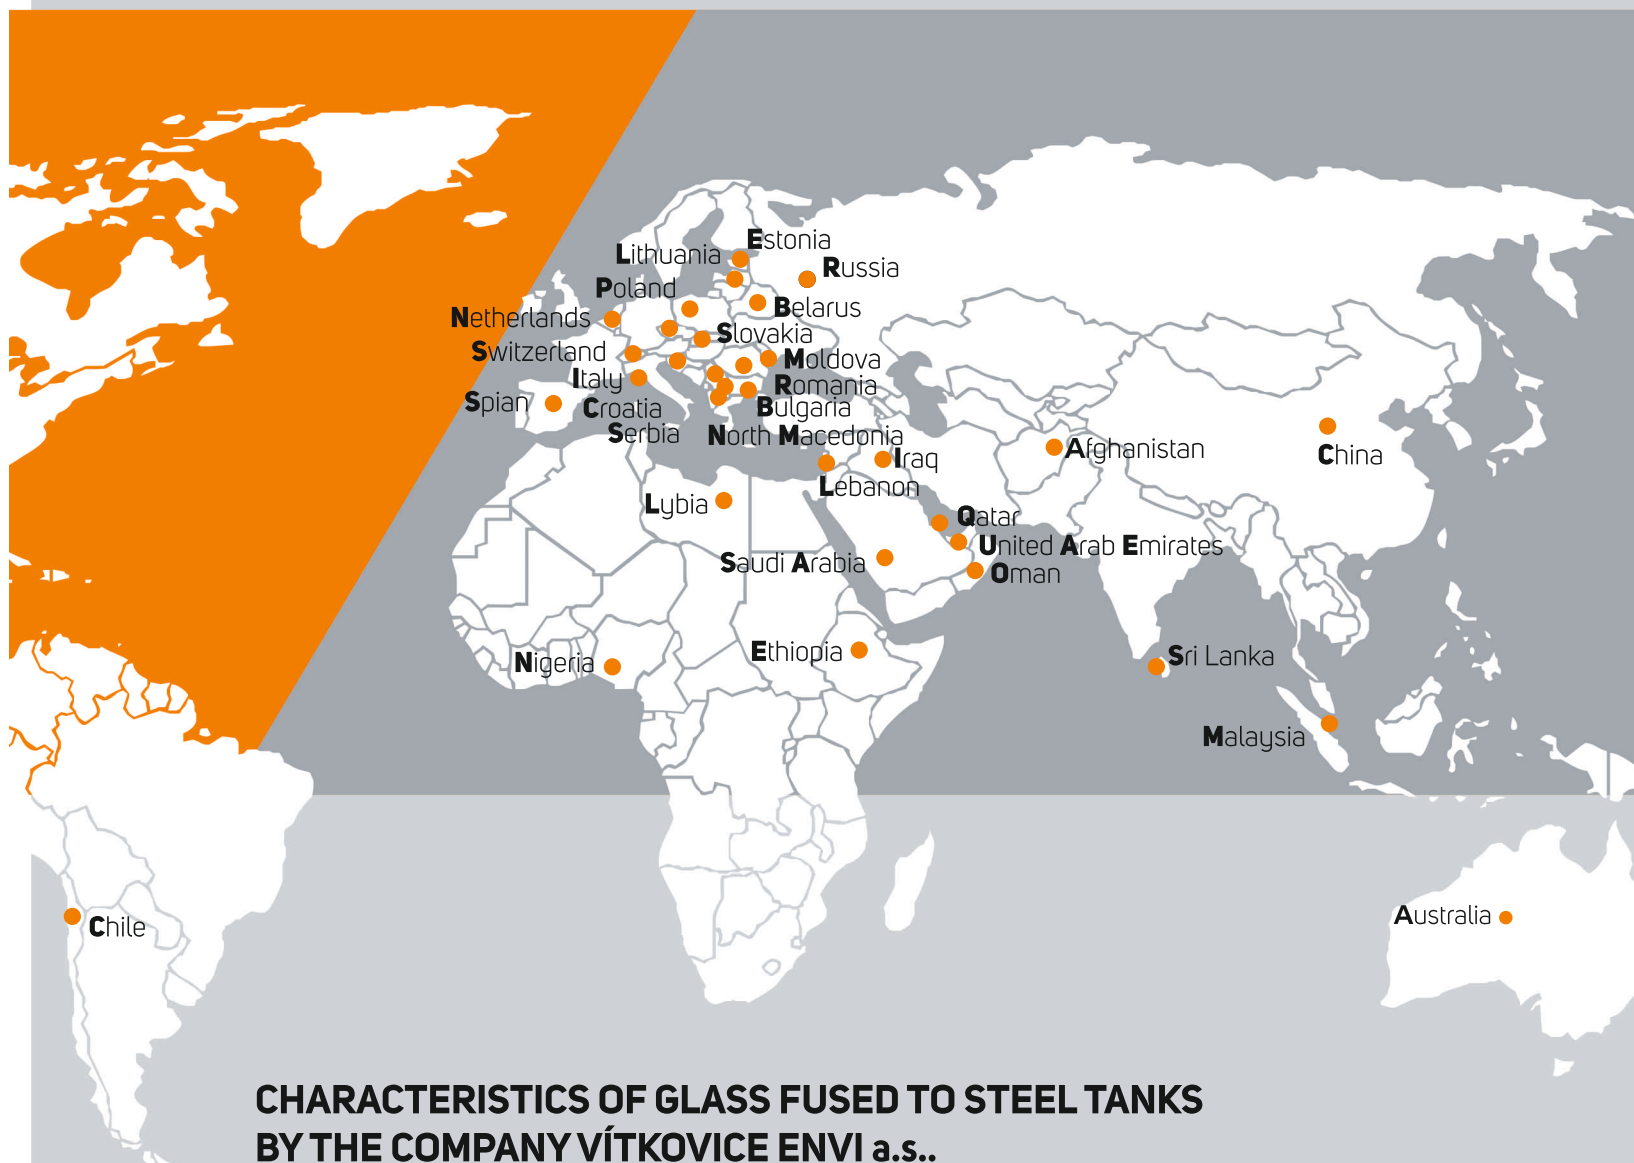 Estonia
Lithuania
Russia
Poland
Belarus
Netherlands
Slovakia
Switzerland
Moldova
Italy
Romania
Spian
Croatia
Bulgaria
Serbia
North Macedonia
Afghanistan
China
Iraq
Lebanon
Lybia
Qatar
United Arab Emirates
Saudi Arabia
Oman
Ethiopia
Nigeria
Sri Lanka
Malaysia
Australia
Chile
CHARACTERISTICS OF GLASS FUSED TO STEEL TANKS
BY THE COMPANY VÍTKOVICE ENVI a.s..